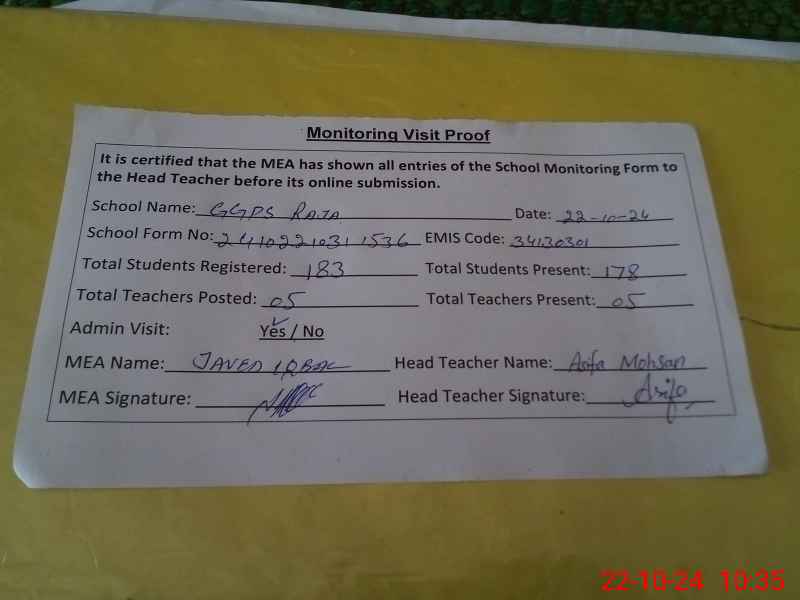 Monitoring Visit Proof
It is certified that the MEA has shown all entries of the School Monitoring Form to
the Head Teacher before its online submission.
School Name: GGPS RAJA Date: 22-10-24
School Form No: 24102210311536 EMIS Code: 34130301
Total Students Registered: 183 Total Students Present: 178
Total Teachers Posted: 05 Total Teachers Present: 05
Admin Visit: Yes / No
MEA Name: JAVED IQBAL Head Teacher Name: Asifa Mohsan
MEA Signature: Head Teacher Signature: Asifa
22-10-24 10:35